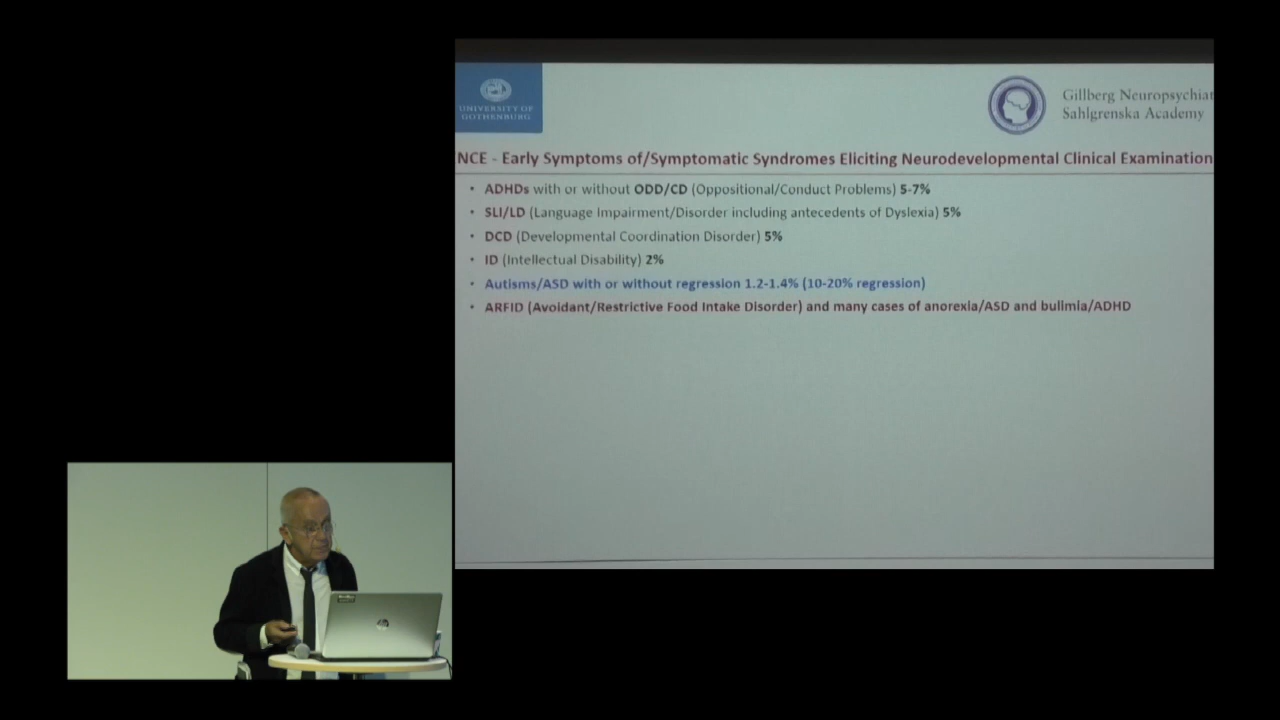 UNIVERSITY OF
GOTHENBURG
Gillberg Neuropsychiat
Sahlgrenska Academy
NCE - Early Symptoms of/Symptomatic Syndromes Eliciting Neurodevelopmental Clinical Examination
• ADHDs with or without ODD/CD (Oppositional/Conduct Problems) 5-7%
• SLI/LD (Language Impairment/Disorder including antecedents of Dyslexia) 5%
• DCD (Developmental Coordination Disorder) 5%
• ID (Intellectual Disability) 2%
• Autisms/ASD with or without regression 1.2-1.4% (10-20% regression)
• ARFID (Avoidant/Restrictive Food Intake Disorder) and many cases of anorexia/ASD and bulimia/ADHD
hp